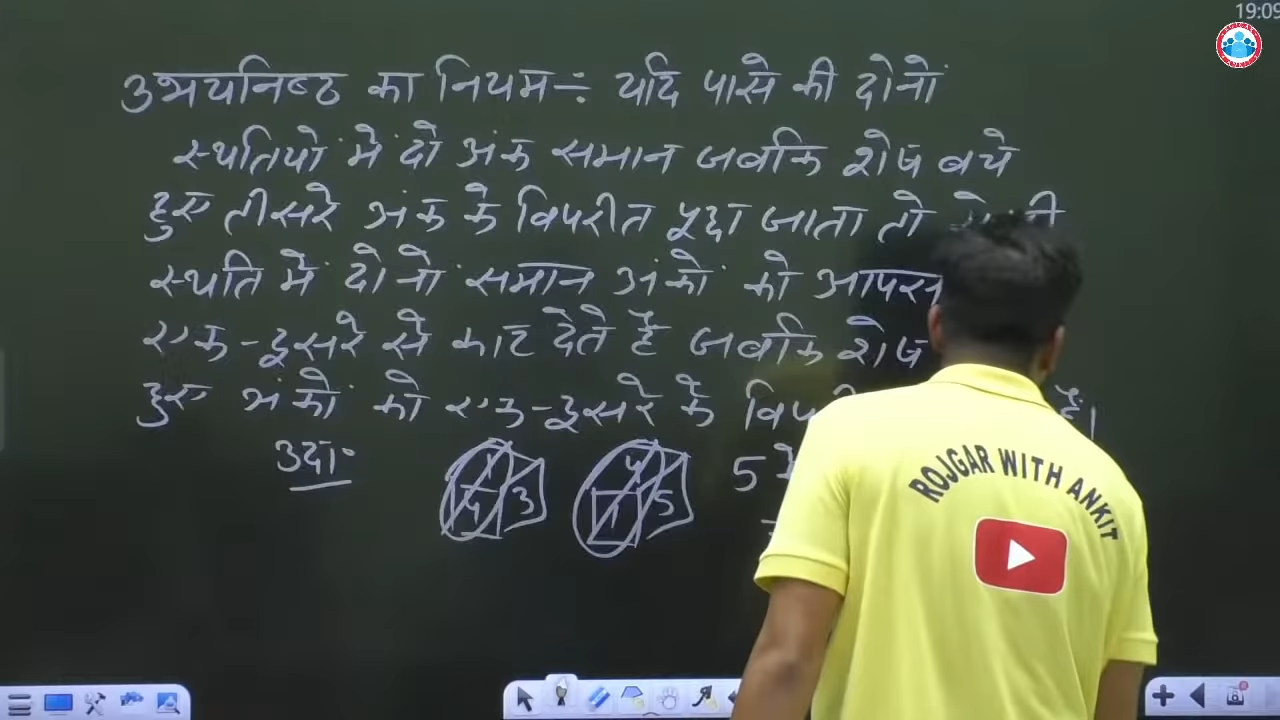 19:09
उभयनिष्ठ का नियम ÷ यदि पासे की दोनों
स्थतियों में दो अंक समान जबकि शेष बचे
हुए तीसरे अंक के विपरीत पूछा जाता तो
स्थति में दोनों समान अंकों को आपस
एक-दूसरे से काट देते हैं जबकि शेष
हुए अंकों को एक-दूसरे के हैं।
उदा॰
1 4 3
4 1 5
5
ROJGAR WITH ANKIT